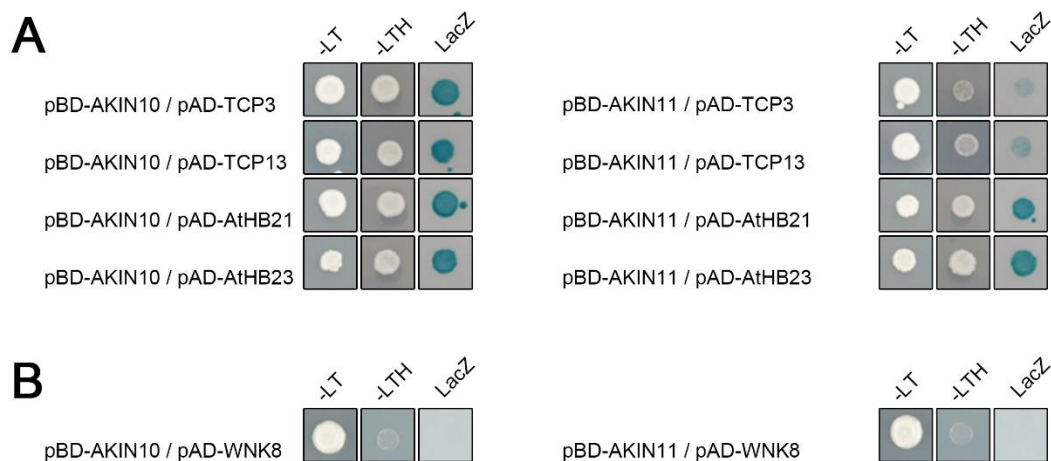 A
-LT -LTH LacZ -LT -LTH LacZ
pBD-AKIN10 / pAD-TCP3 pBD-AKIN11 / pAD-TCP3
pBD-AKIN10 / pAD-TCP13 pBD-AKIN11 / pAD-TCP13
pBD-AKIN10 / pAD-AtHB21 pBD-AKIN11 / pAD-AtHB21
pBD-AKIN10 / pAD-AtHB23 pBD-AKIN11 / pAD-AtHB23
B
-LT -LTH LacZ -LT -LTH LacZ
pBD-AKIN10 / pAD-WNK8 pBD-AKIN11 / pAD-WNK8